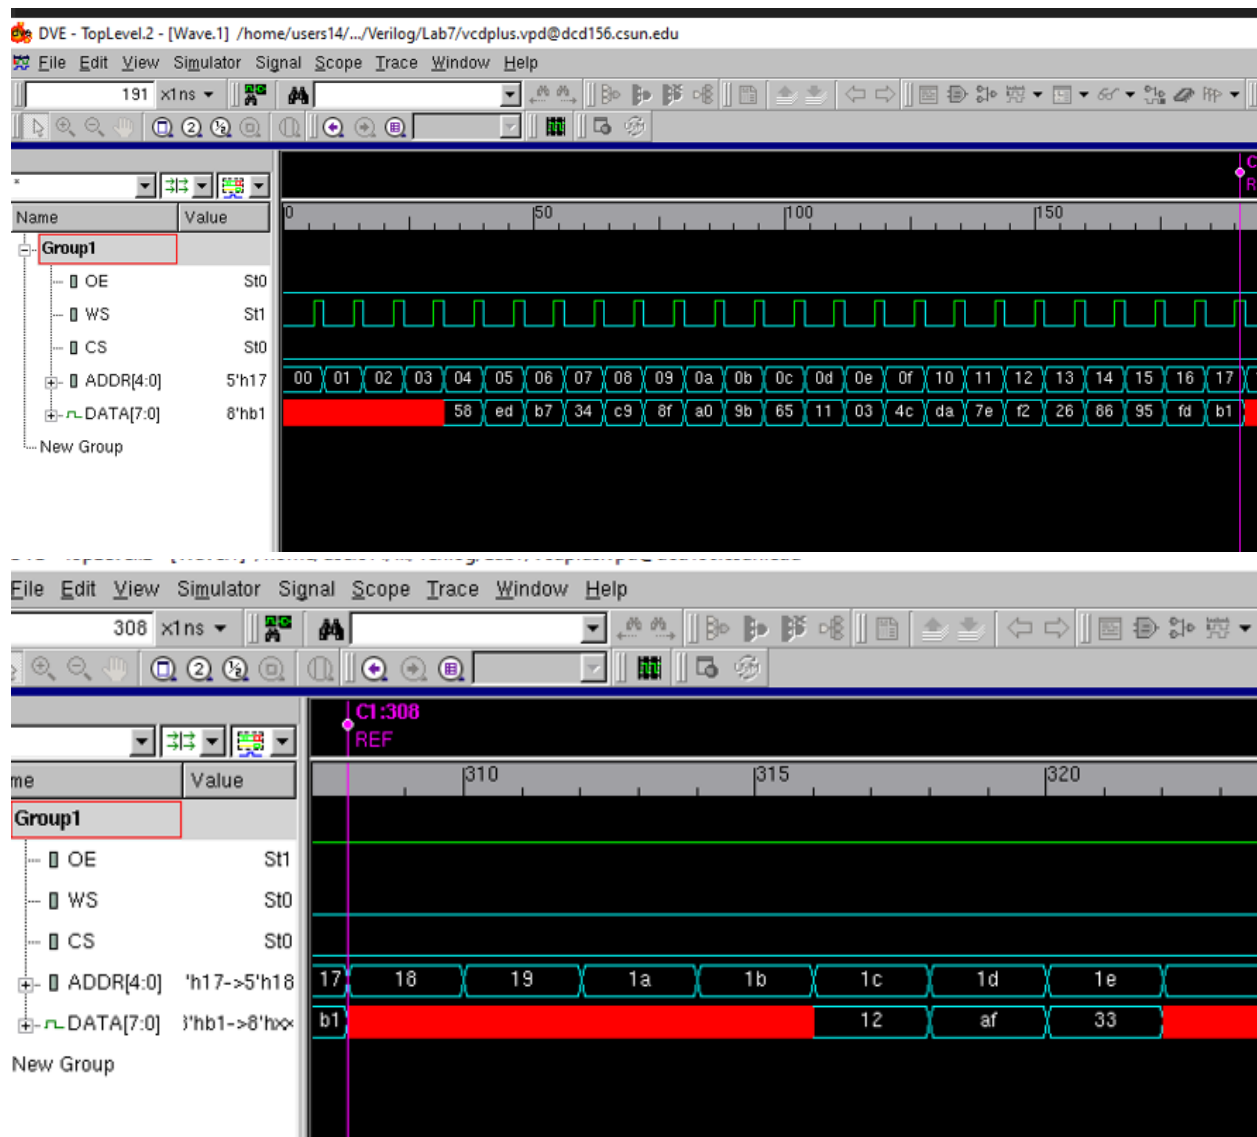 DVE - TopLevel.2 - [Wave.1] /home/users14/.../Verilog/Lab7/vcdplus.vpd@dcd156.csun.edu
File Edit View Simulator Signal Scope Trace Window Help
191 x1ns
2 ½
*
C
R
Name Value 0 50 100 150
Group1
OE St0
WS St1
CS St0
ADDR[4:0] 5'h17 00 01 02 03 04 05 06 07 08 09 0a 0b 0c 0d 0e 0f 10 11 12 13 14 15 16 17
DATA[7:0] 8'hb1 58 ed b7 34 c9 8f a0 9b 65 11 03 4c da 7e f2 26 86 95 fd b1
New Group
File Edit View Simulator Signal Scope Trace Window Help
308 x1ns
2 ½
C1:308
REF
me Value 310 315 320
Group1
OE St1
WS St0
CS St0
ADDR[4:0] 'h17->5'h18 17 18 19 1a 1b 1c 1d 1e
DATA[7:0] 'hb1->8'hxx b1 12 af 33
New Group